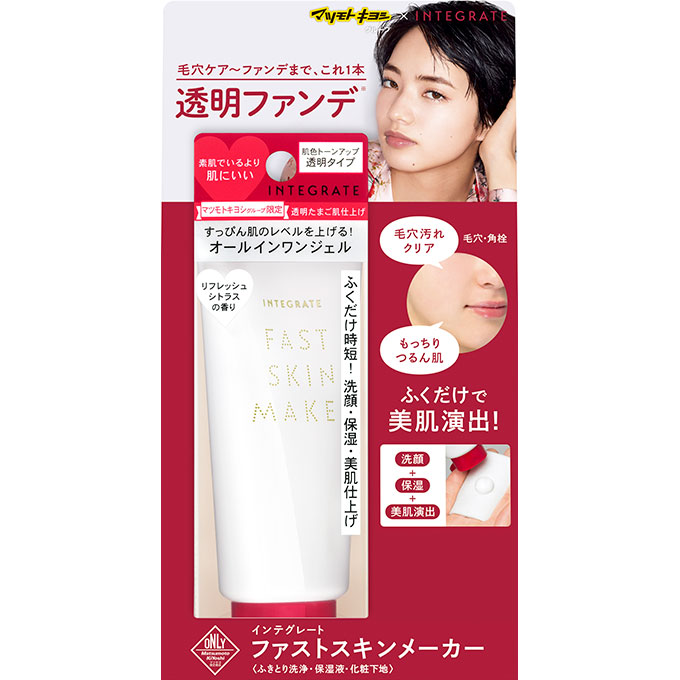 マツモトキヨシ × INTEGRATE
毛穴ケア〜ファンデまで、これ1本
透明ファンデ※
素肌でいるより
肌にいい
肌色トーンアップ
透明タイプ
INTEGRATE
マツモトキヨシグループ限定
透明たまご肌仕上げ
すっぴん肌のレベルを上げる!
オールインワンジェル
リフレッシュ
シトラス
の香り
INTEGRATE
FAST
SKIN
MAKE
ふくだけ時短!洗顔・保湿・美肌仕上げ
毛穴汚れ
クリア
毛穴・角栓
もっちり
つるん肌
ふくだけで
美肌演出!
洗顔
+
保湿
+
美肌演出
ONLY
Matsumoto
KiYoshi
インテグレート
ファストスキンメーカー
〈ふきとり洗浄・保湿液・化粧下地〉